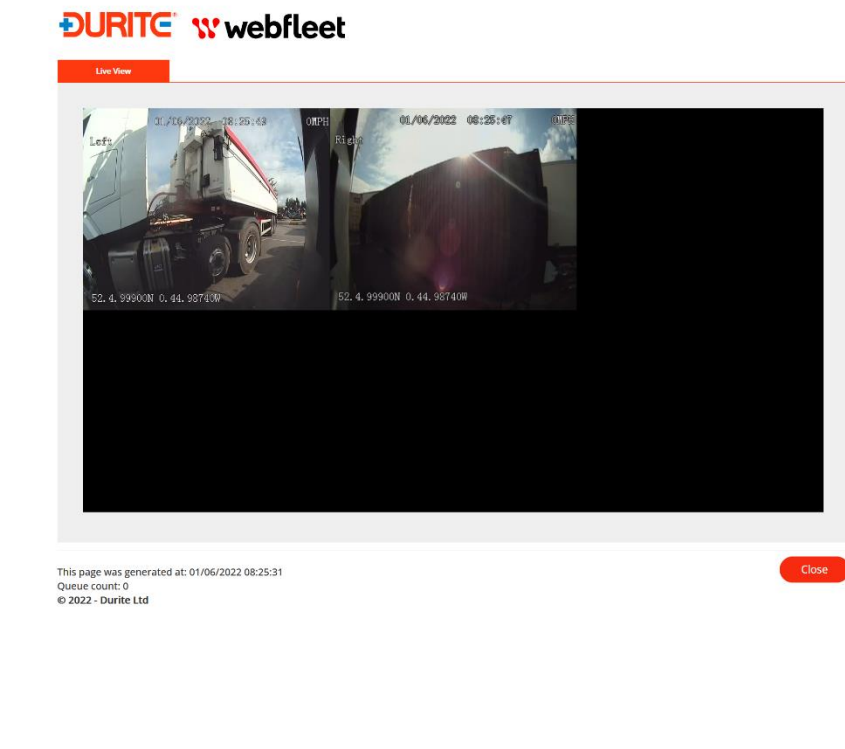 DURITE webfleet
Live View
01/06/2022 08:25:43 0MPH
Left
52.4.99900N 0.44.98740W
01/06/2022 08:25:47 0MPH
Right
52.4.99900N 0.44.98740W
This page was generated at: 01/06/2022 08:25:31
Queue count: 0
© 2022 - Durite Ltd
Close